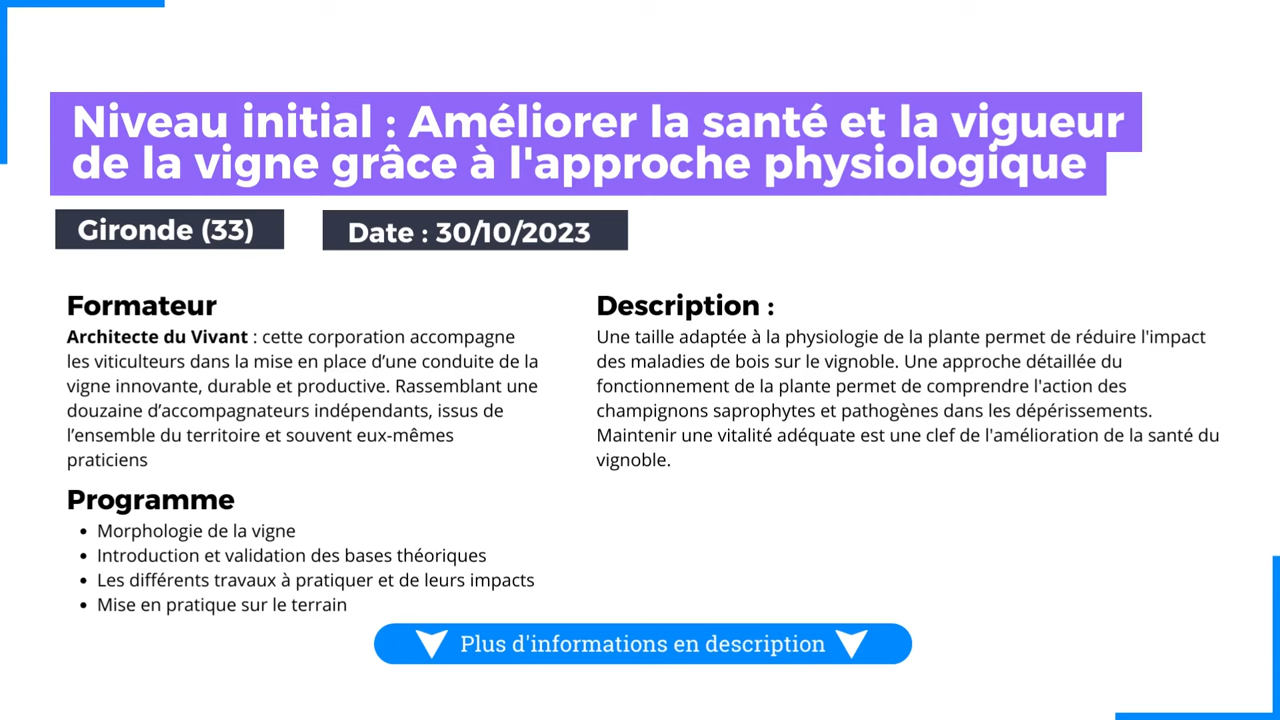 Niveau initial : Améliorer la santé et la vigueur
de la vigne grâce à l'approche physiologique
Gironde (33)
Date : 30/10/2023
Formateur
Architecte du Vivant : cette corporation accompagne
les viticulteurs dans la mise en place d’une conduite de la
vigne innovante, durable et productive. Rassemblant une
douzaine d’accompagnateurs indépendants, issus de
l’ensemble du territoire et souvent eux-mêmes
praticiens
Programme
• Morphologie de la vigne
• Introduction et validation des bases théoriques
• Les différents travaux à pratiquer et de leurs impacts
• Mise en pratique sur le terrain
Description :
Une taille adaptée à la physiologie de la plante permet de réduire l'impact
des maladies de bois sur le vignoble. Une approche détaillée du
fonctionnement de la plante permet de comprendre l'action des
champignons saprophytes et pathogènes dans les dépérissements.
Maintenir une vitalité adéquate est une clef de l'amélioration de la santé du
vignoble.
Plus d'informations en description